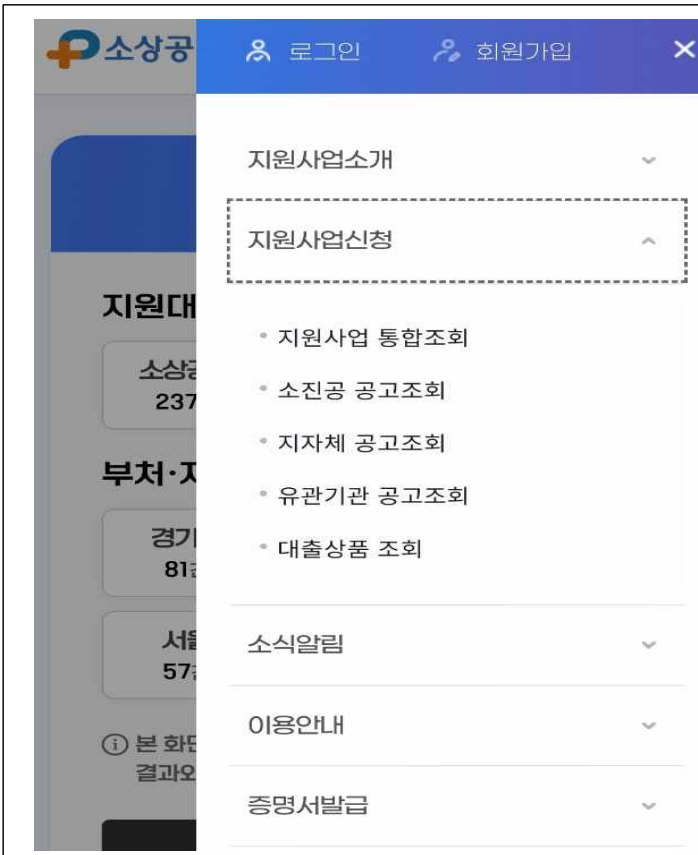 소상공
로그인
회원가입
지원사업소개
지원사업신청
지원대
지원사업 통합조회
소상공
237
소진공 공고조회
지자체 공고조회
부처·지
유관기관 공고조회
경기
81
대출상품 조회
서울
57
소식알림
이용안내
본 화면
결과와
증명서발급